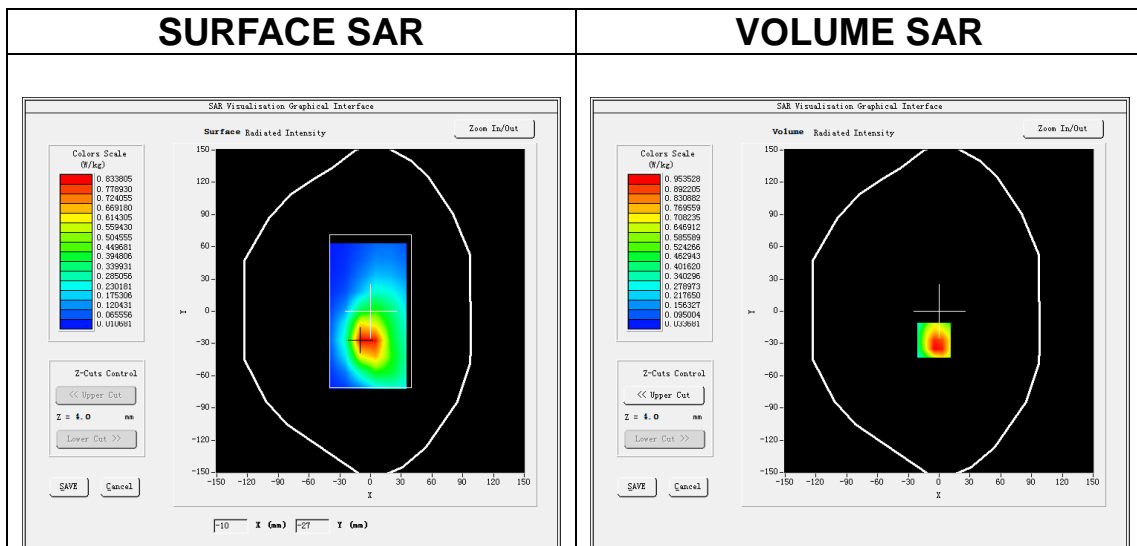 SURFACE SAR
SAR Visualisation Graphical Interface
Surface Radiated Intensity
Zoom In/Out
Colors Scale
(W/kg)
0.833805
0.778930
0.724055
0.669180
0.614305
0.559430
0.504555
0.449681
0.394806
0.339931
0.285056
0.230181
0.175306
0.120431
0.065556
0.010681
150
120
90
60
30
0
-30
-60
-90
-120
-150
Y
-150 -120 -90 -60 -30 0 30 60 90 120 150
X
Z-Cuts Control
<< Upper Cut
Z = 4.0 mm
Lower Cut >>
SAVE Cancel
-10 X (mm) -27 Y (mm)
VOLUME SAR
SAR Visualisation Graphical Interface
Volume Radiated Intensity
Zoom In/Out
Colors Scale
(W/kg)
0.953528
0.892205
0.830882
0.769559
0.708235
0.646912
0.585589
0.524266
0.462943
0.401620
0.340296
0.278973
0.217650
0.156327
0.095004
0.033681
150
120
90
60
30
0
-30
-60
-90
-120
-150
Y
-150 -120 -90 -60 -30 0 30 60 90 120 150
X
Z-Cuts Control
<< Upper Cut
Z = 4.0 mm
Lower Cut >>
SAVE Cancel